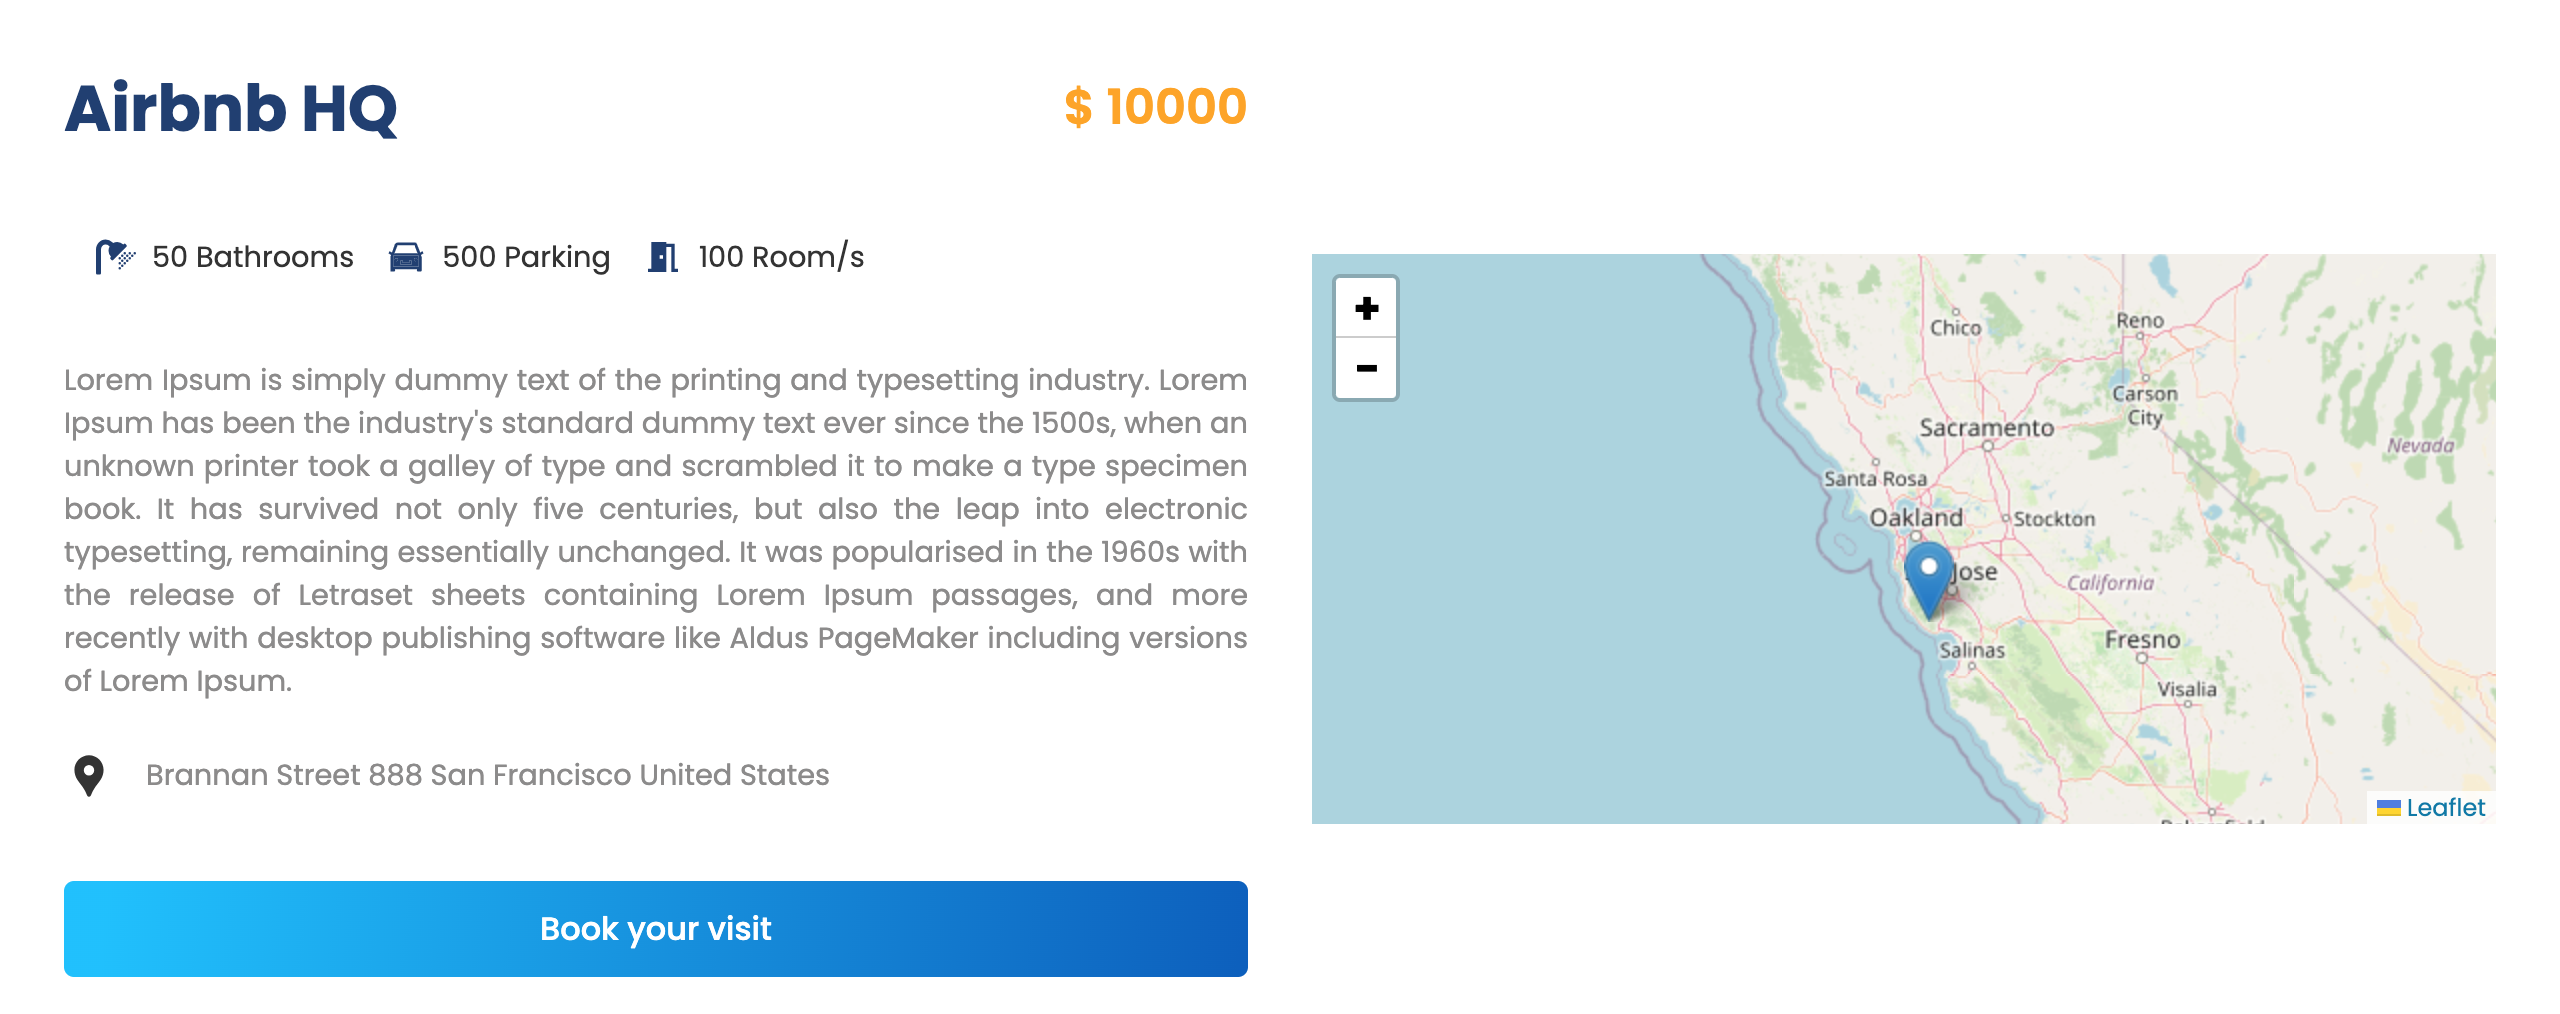 Airbnb HQ
$ 10000
50 Bathrooms
500 Parking
100 Room/s
Lorem Ipsum is simply dummy text of the printing and typesetting industry. Lorem
Ipsum has been the industry's standard dummy text ever since the 1500s, when an
unknown printer took a galley of type and scrambled it to make a type specimen
book. It has survived not only five centuries, but also the leap into electronic
typesetting, remaining essentially unchanged. It was popularised in the 1960s with
the release of Letraset sheets containing Lorem Ipsum passages, and more
recently with desktop publishing software like Aldus PageMaker including versions
of Lorem Ipsum.
Brannan Street 888 San Francisco United States
Book your visit
+
-
Chico
Reno
Carson
City
Sacramento
Nevada
Santa Rosa
Oakland
Stockton
Jose
California
Salinas
Fresno
Visalia
Leaflet